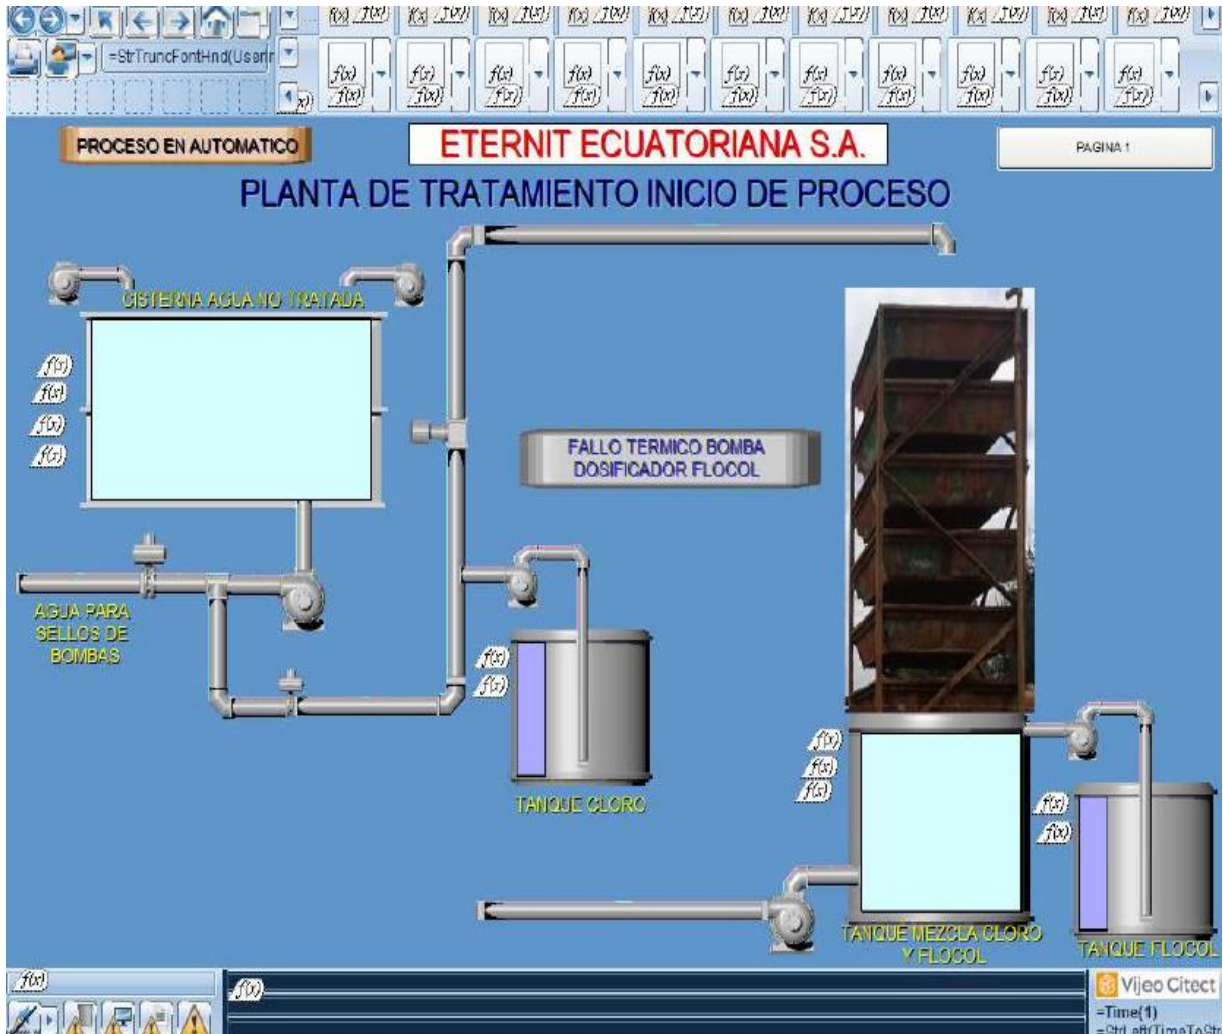 f(x) f(x) f(x) f(x) f(x) f(x) f(x) f(x) f(x) f(x) f(x) f(x) f(x) f(x) f(x) f(x) f(x) f(x) f(x) f(x) f(x) f(x)
=StrTruncFontHnd(UserIr
f(x) f(x) f(x) f(x) f(x) f(x) f(x) f(x) f(x) f(x) f(x)
x) f(x) f(x) f(x) f(x) f(x) f(x) f(x) f(x) f(x) f(x) f(x)
PROCESO EN AUTOMATICO
ETERNIT ECUATORIANA S.A.
PAGINA 1
PLANTA DE TRATAMIENTO INICIO DE PROCESO
CISTERNA AGUA NO TRATADA
f(x)
f(x)
f(x)
f(x)
FALLO TERMICO BOMBA
DOSIFICADOR FLOCOL
AGUA PARA
SELLOS DE
BOMBAS
f(x)
f(x)
TANQUE CLORO
f(x)
f(x)
f(x)
f(x)
f(x)
TANQUE MEZCLA CLORO
Y FLOCOL
TANQUE FLOCOL
f(x)
f(x)
Vijeo Citect
=Time(1)
=StrLeft(TimeToStr